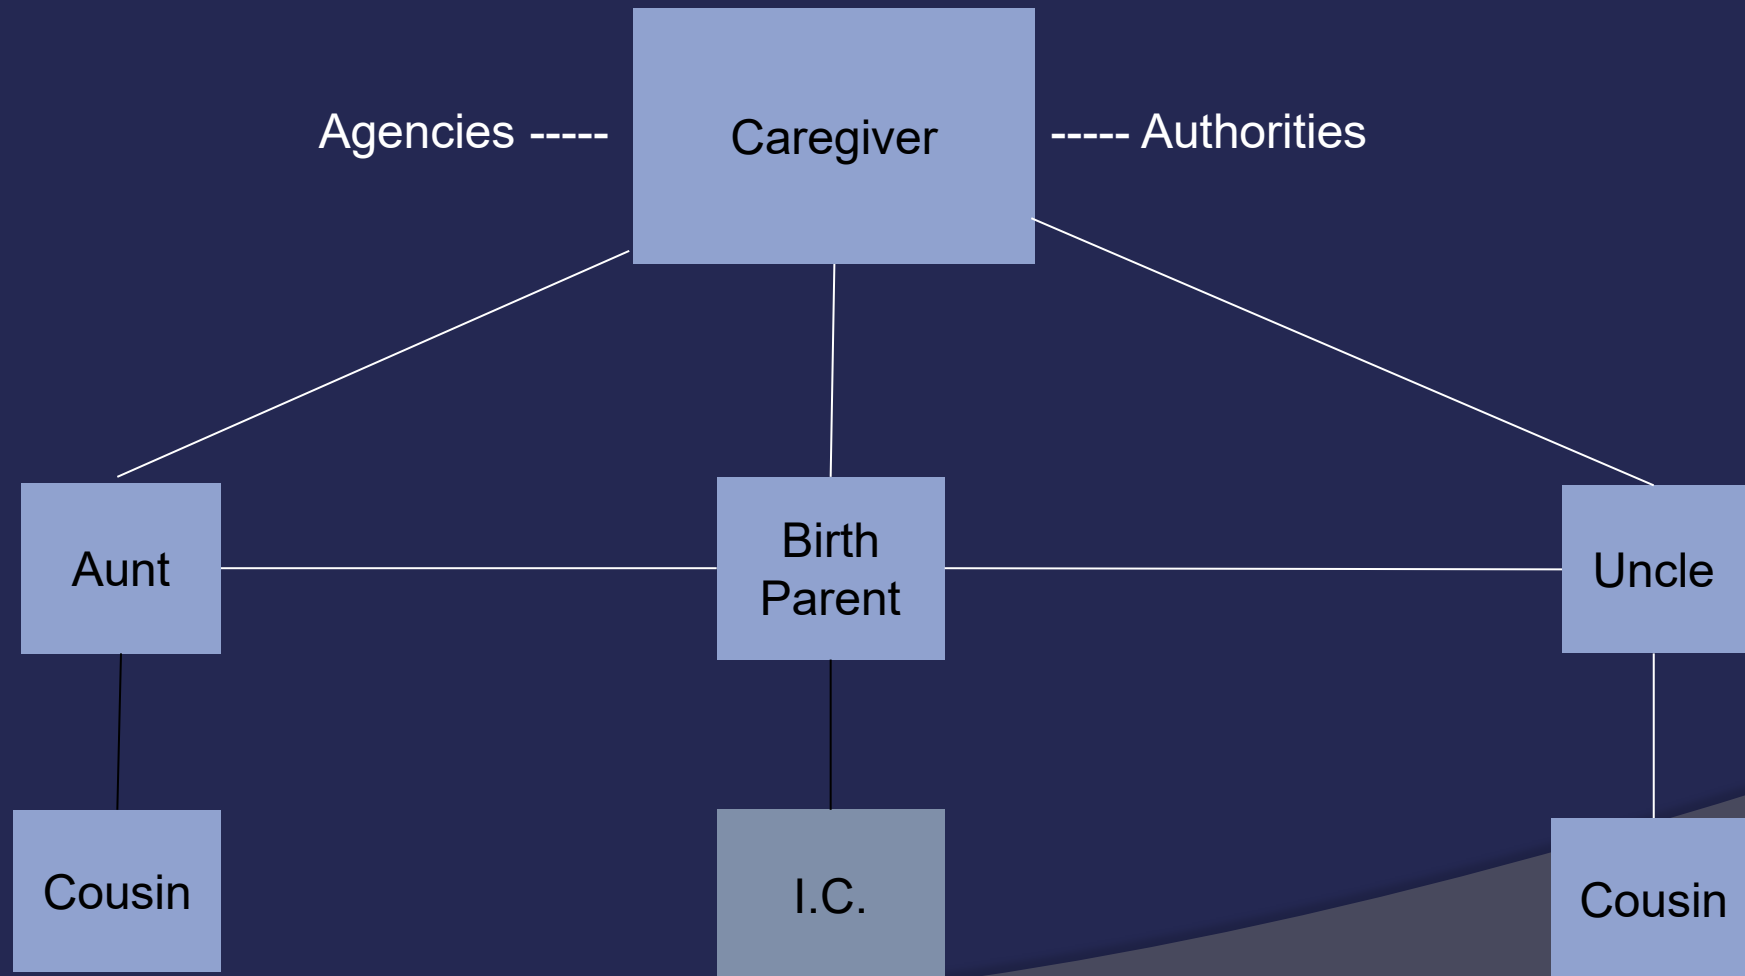 Agencies -----
Caregiver
----- Authorities
Aunt
Birth
Parent
Uncle
Cousin
I.C.
Cousin